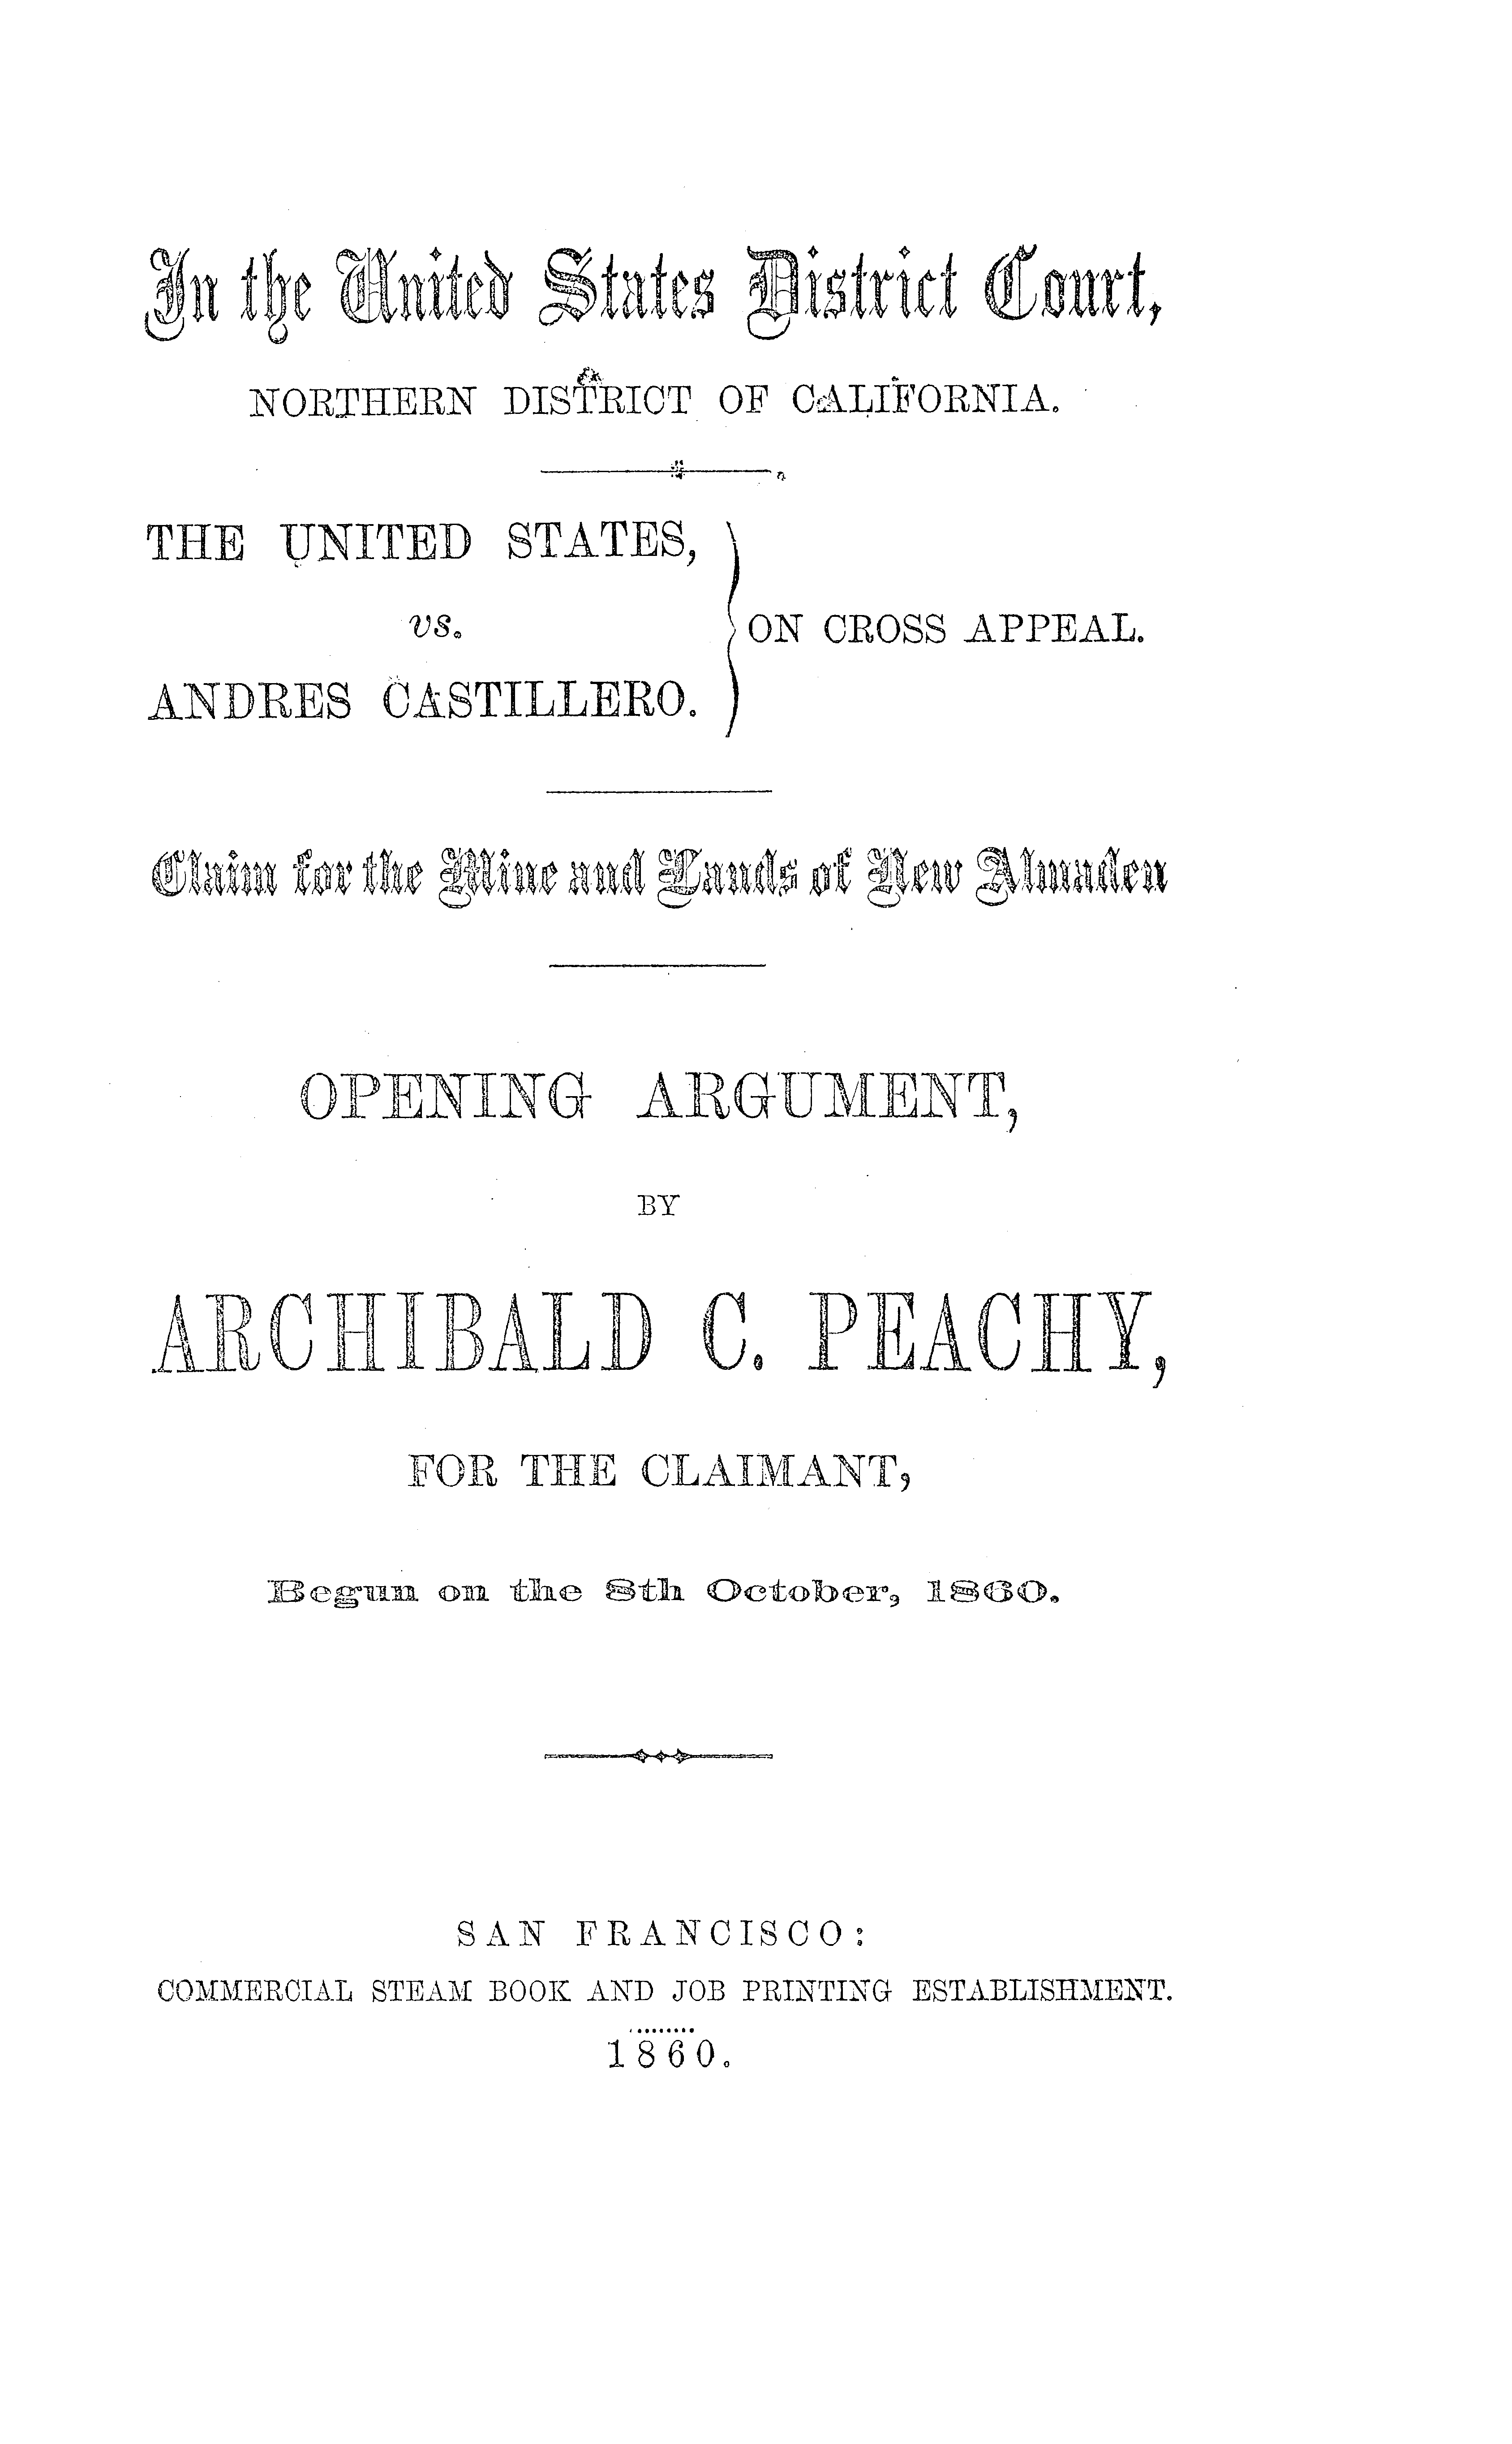 In the United States District Court,
NORTHERN DISTRICT OF CALIFORNIA.
THE UNITED STATES,
vs.
ANDRES CASTILLERO.
ON CROSS APPEAL.
Claim for the Mine and Lands of New Almaden
OPENING ARGUMENT,
BY
ARCHIBALD C. PEACHY,
FOR THE CLAIMANT,
Begun on the 8th October, 1860.
SAN FRANCISCO:
COMMERCIAL STEAM BOOK AND JOB PRINTING ESTABLISHMENT.
1860.